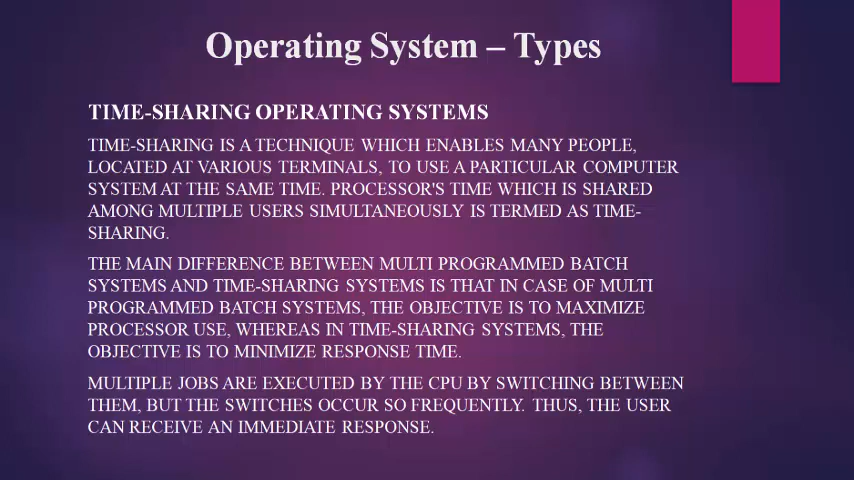 Operating System – Types
TIME-SHARING OPERATING SYSTEMS
TIME-SHARING IS A TECHNIQUE WHICH ENABLES MANY PEOPLE,
LOCATED AT VARIOUS TERMINALS, TO USE A PARTICULAR COMPUTER
SYSTEM AT THE SAME TIME. PROCESSOR'S TIME WHICH IS SHARED
AMONG MULTIPLE USERS SIMULTANEOUSLY IS TERMED AS TIME-
SHARING.
THE MAIN DIFFERENCE BETWEEN MULTI PROGRAMMED BATCH
SYSTEMS AND TIME-SHARING SYSTEMS IS THAT IN CASE OF MULTI
PROGRAMMED BATCH SYSTEMS, THE OBJECTIVE IS TO MAXIMIZE
PROCESSOR USE, WHEREAS IN TIME-SHARING SYSTEMS, THE
OBJECTIVE IS TO MINIMIZE RESPONSE TIME.
MULTIPLE JOBS ARE EXECUTED BY THE CPU BY SWITCHING BETWEEN
THEM, BUT THE SWITCHES OCCUR SO FREQUENTLY. THUS, THE USER
CAN RECEIVE AN IMMEDIATE RESPONSE.